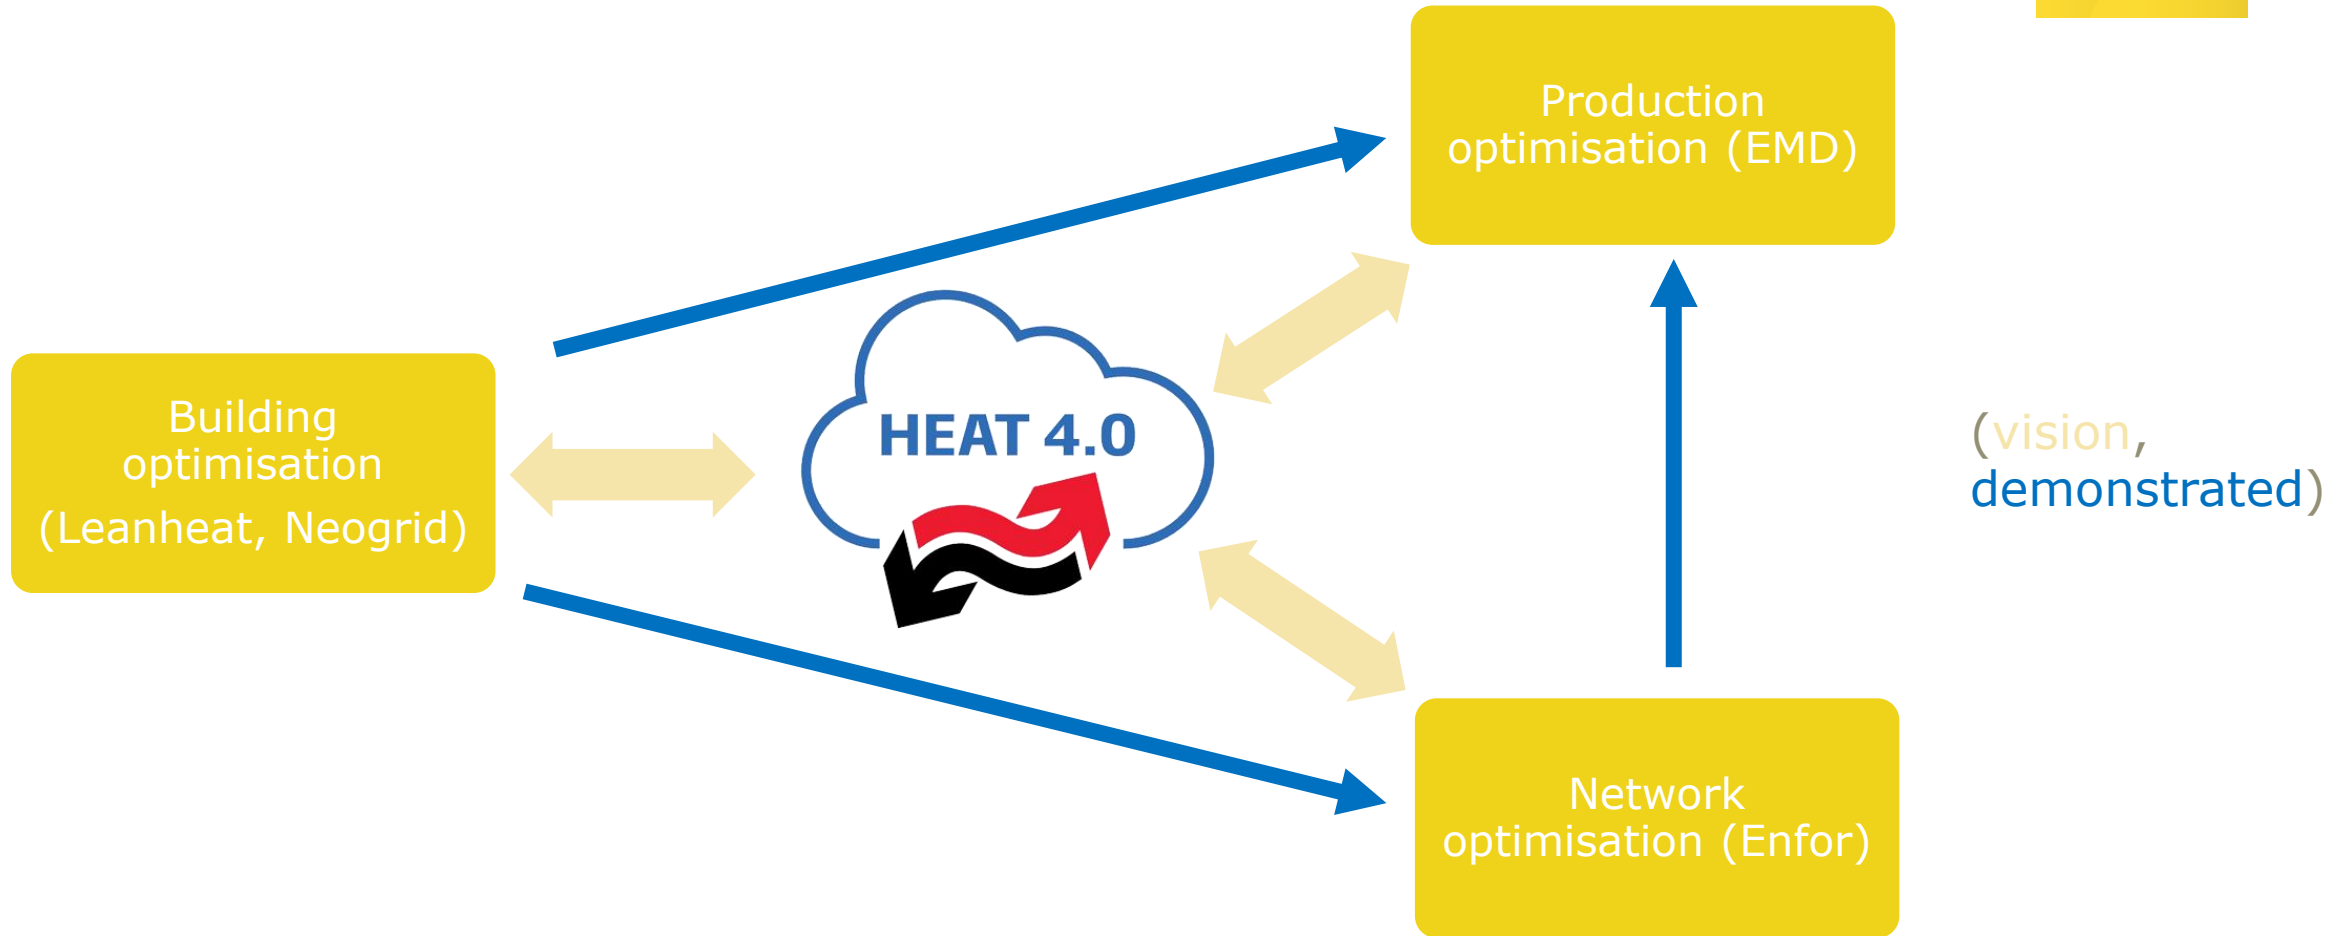 Production
optimisation (EMD)
Building
optimisation
(Leanheat, Neogrid)
HEAT 4.0
(vision,
demonstrated)
Network
optimisation (Enfor)